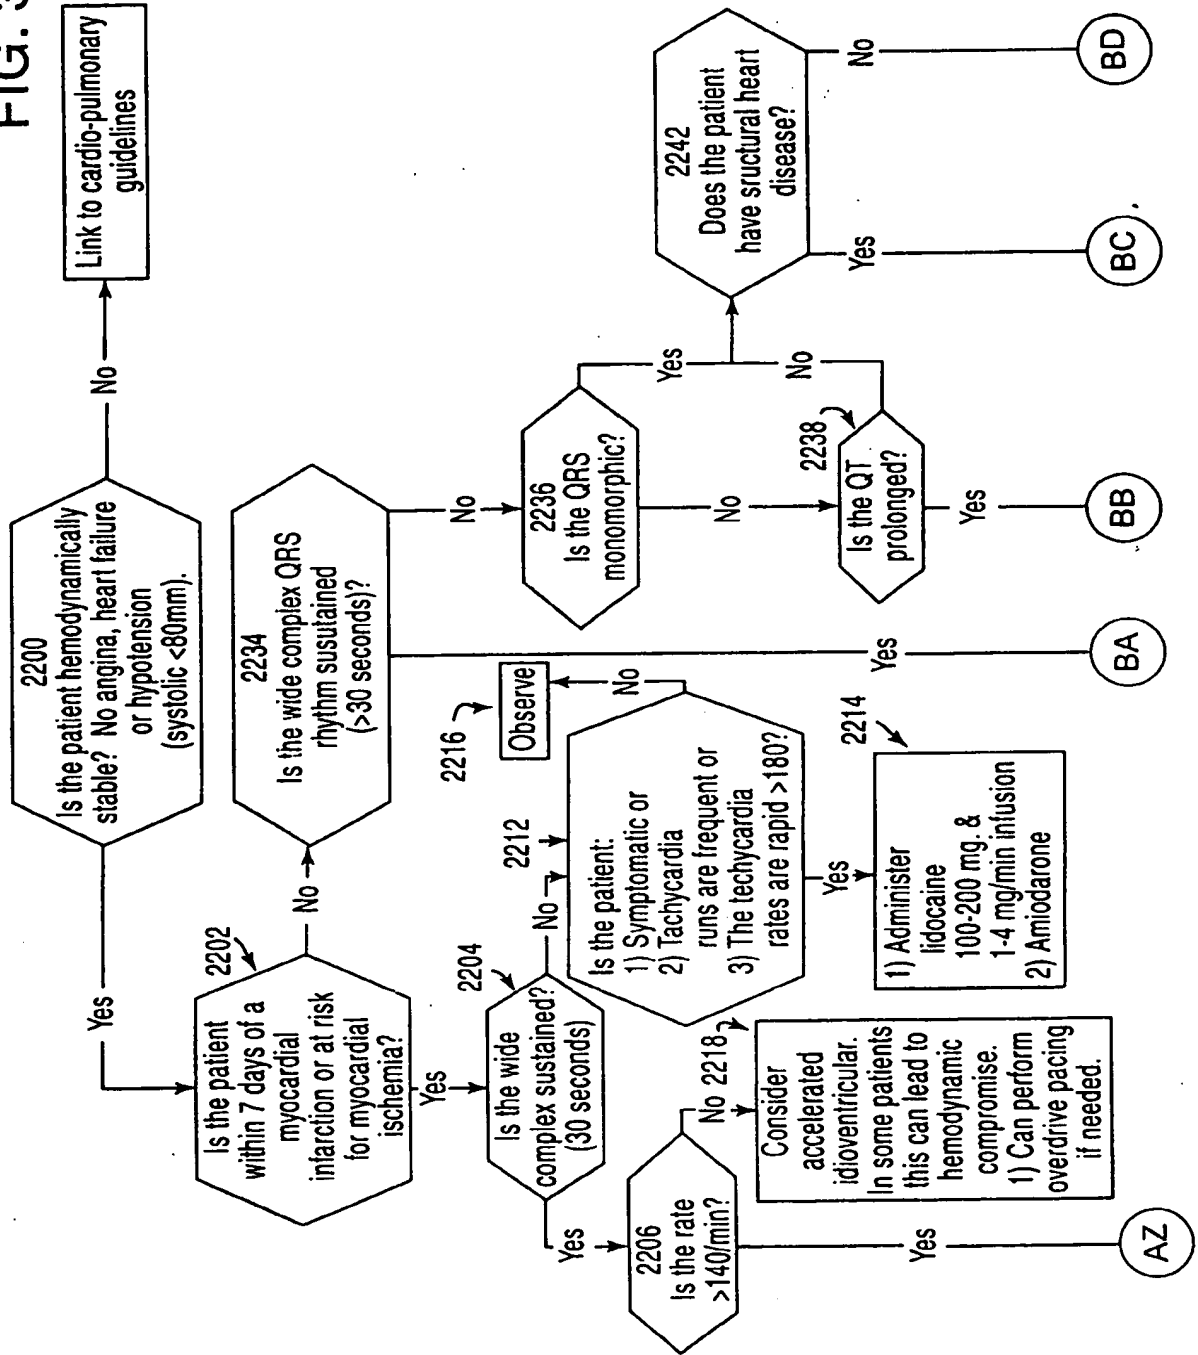 FIG. 3
2200
Is the patient hemodynamically
stable? No angina, heart failure
or hypotension
(systolic <80mm).
No
Link to cardio-pulmonary
guidelines
Yes
2202
Is the patient
within 7 days of a
myocardial
infarction or at risk
for myocardial
ischemia?
No
2234
Is the wide complex QRS
rhythm susutained
(>30 seconds)?
Yes
No
2204
Is the wide
complex sustained?
(30 seconds)
No
2212
2216
Observe
No
Is the patient:
1) Symptomatic or
2) Tachycardia
runs are frequent or
3) The techycardia
rates are rapid >180?
Yes
2214
1) Administer
lidocaine
100-200 mg. &
1-4 mg/min infusion
2) Amiodarone
Yes
2206
Is the rate
>140/min?
No
2218
Consider
accelerated
idioventricular.
In some patients
this can lead to
hemodynamic
compromise.
1) Can perform
overdrive pacing
if needed.
Yes
AZ
Yes
BA
2236
Is the QRS
monomorphic?
Yes
No
2238
Is the QT
prolonged?
No
Yes
BB
2242
Does the patient
have sructural heart
disease?
Yes
BC
No
BD